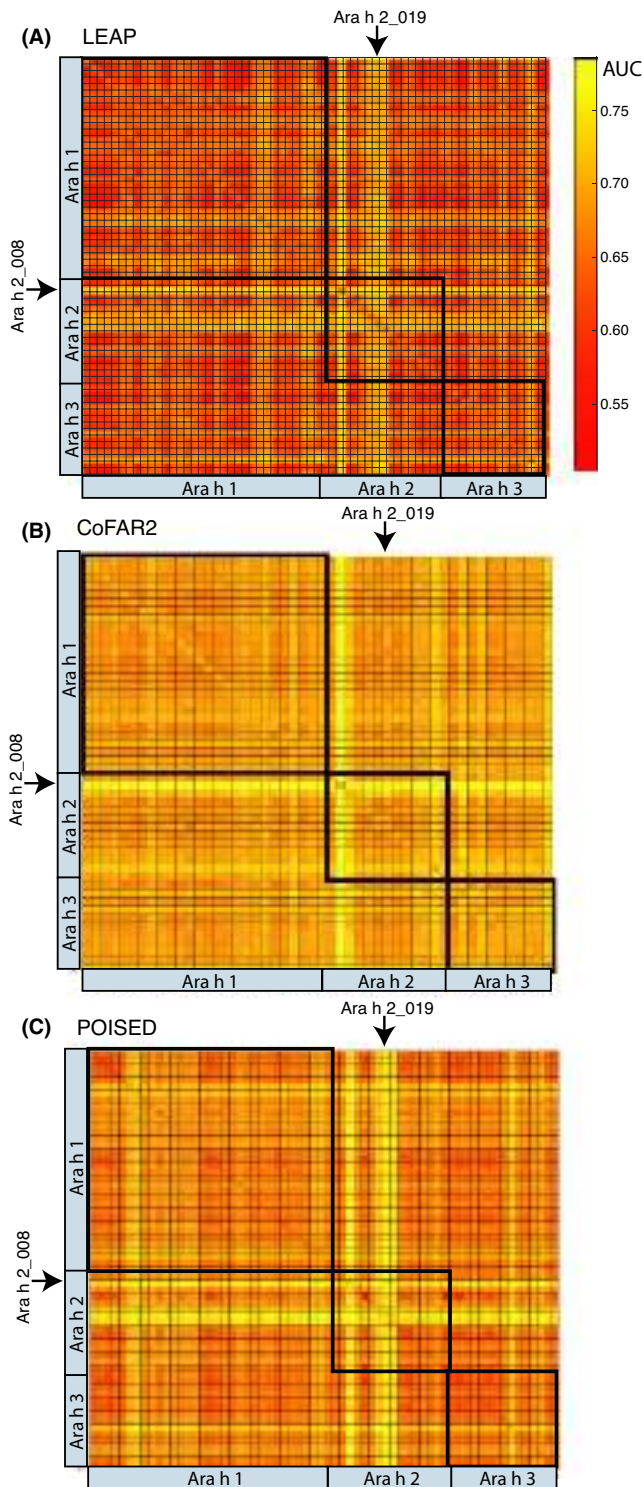 Ara h 2_019
(A) LEAP
AUC
0.75
0.70
0.65
0.60
0.55
Ara h 1
Ara h 2
Ara h 3
Ara h 2_008
Ara h 1 Ara h 2 Ara h 3
Ara h 2_019
(B) CoFAR2
Ara h 1
Ara h 2
Ara h 3
Ara h 2_008
Ara h 1 Ara h 2 Ara h 3
Ara h 2_019
(C) POISED
Ara h 1
Ara h 2
Ara h 3
Ara h 2_008
Ara h 1 Ara h 2 Ara h 3